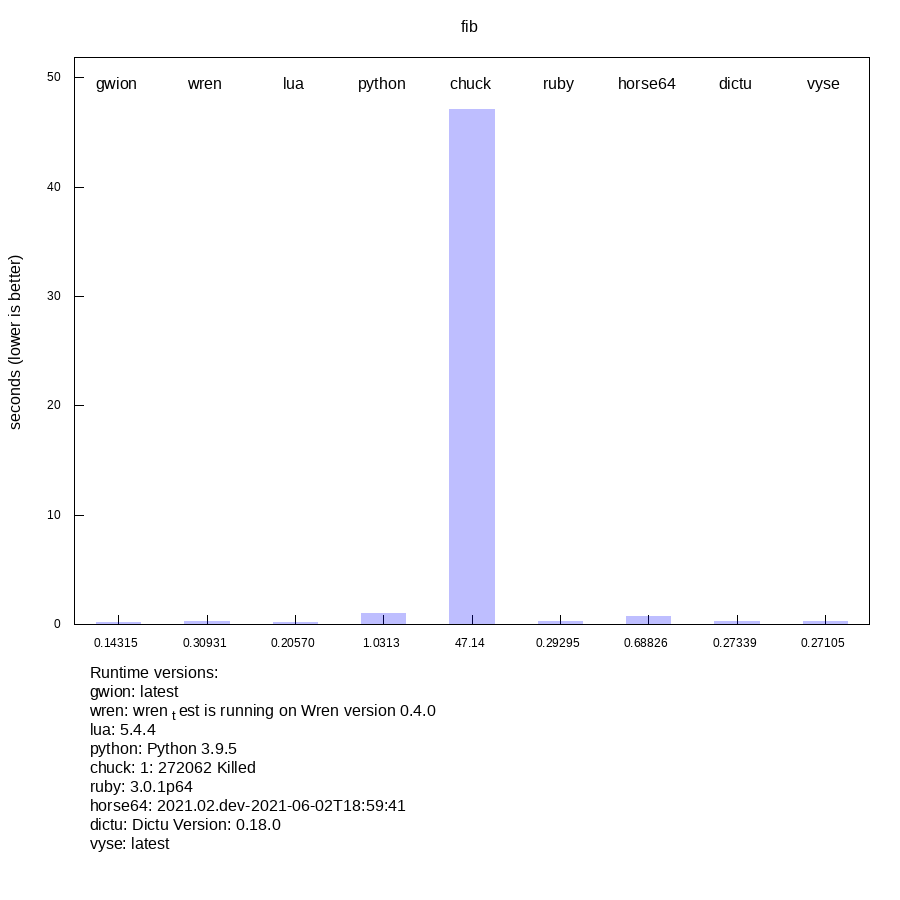 fib
50
gwion wren lua python chuck ruby horse64 dictu vyse
40
30
20
10
0
seconds (lower is better)
0.14315 0.30931 0.20570 1.0313 47.14 0.29295 0.68826 0.27339 0.27105
Runtime versions:
gwion: latest
wren: wren t est is running on Wren version 0.4.0
lua: 5.4.4
python: Python 3.9.5
chuck: 1: 272062 Killed
ruby: 3.0.1p64
horse64: 2021.02.dev-2021-06-02T18:59:41
dictu: Dictu Version: 0.18.0
vyse: latest